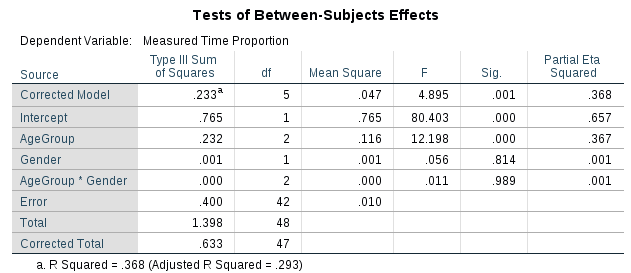 Tests of Between-Subjects Effects
Dependent Variable: Measured Time Proportion
Source Type III Sum of Squares df Mean Square F Sig. Partial Eta Squared
Corrected Model .233a 5 .047 4.895 .001 .368
Intercept .765 1 .765 80.403 .000 .657
AgeGroup .232 2 .116 12.198 .000 .367
Gender .001 1 .001 .056 .814 .001
AgeGroup * Gender .000 2 .000 .011 .989 .001
Error .400 42 .010
Total 1.398 48
Corrected Total .633 47
a. R Squared = .368 (Adjusted R Squared = .293)